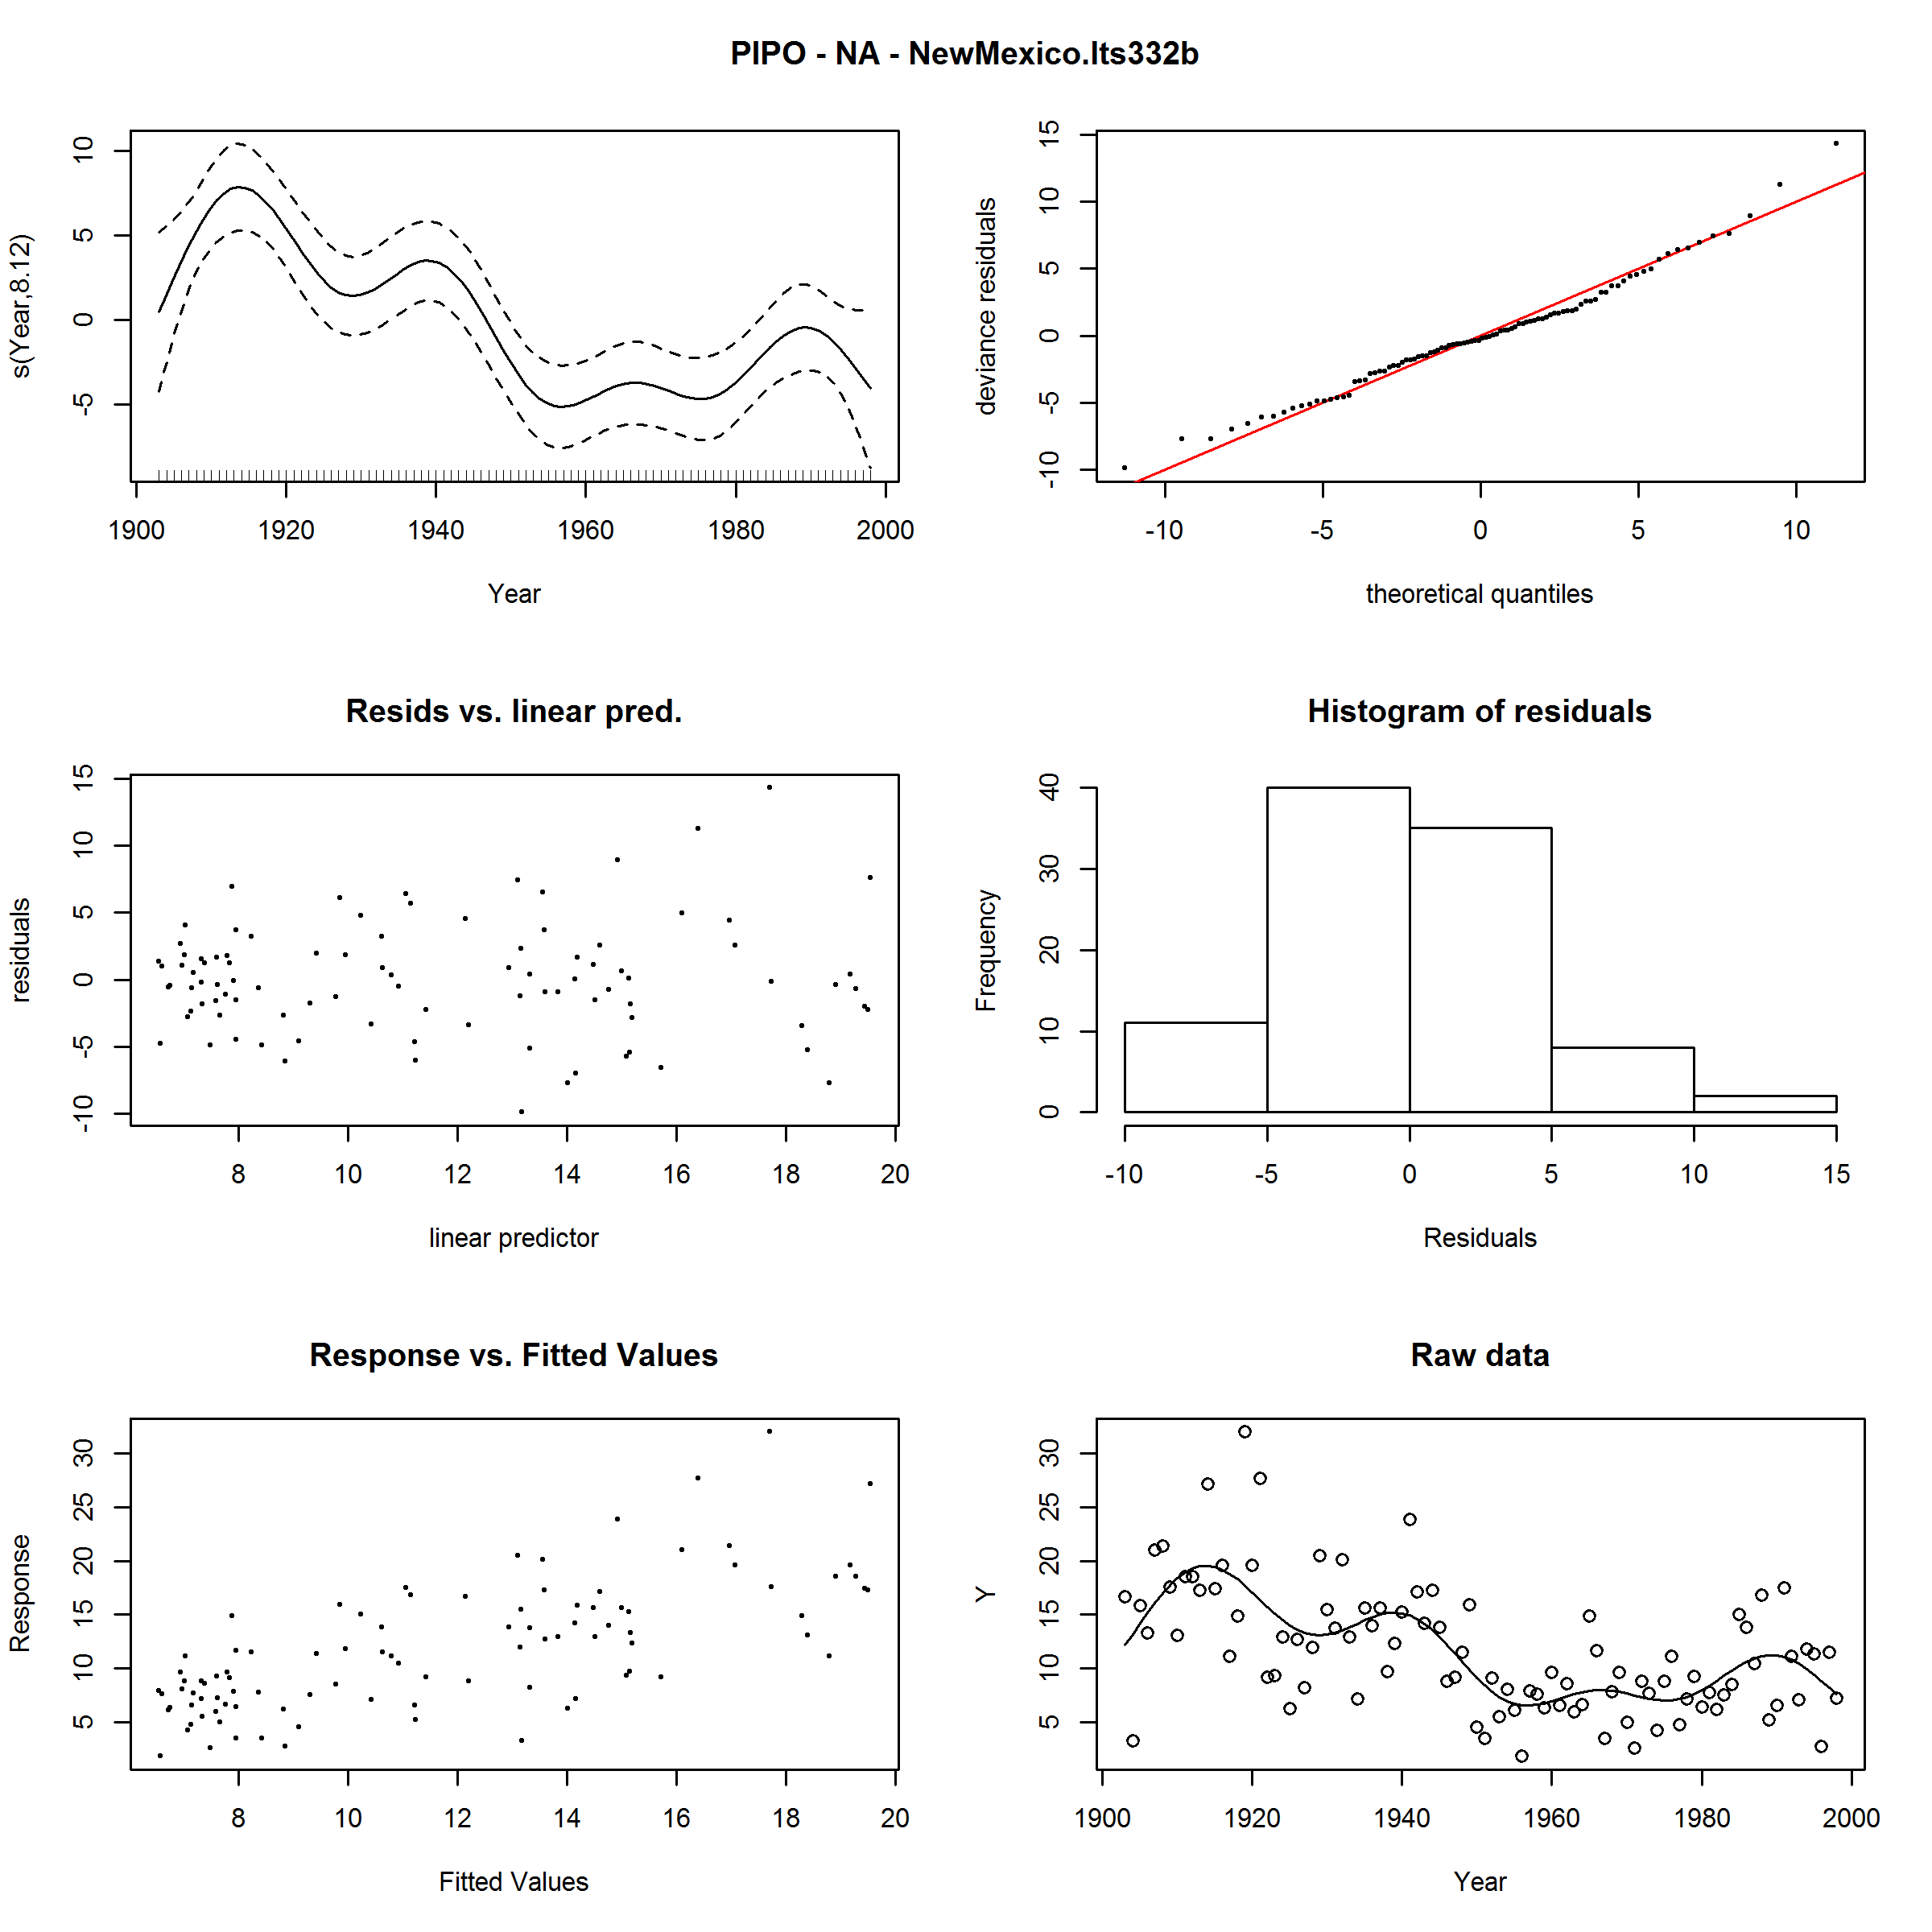 PIPO - NA - NewMexico.lts332b
s(Year,8.12)
10
5
0
-5
1900 1920 1940 1960 1980 2000
Year
deviance residuals
15
10
5
0
-5
-10
-10 -5 0 5 10
theoretical quantiles
Resids vs. linear pred.
residuals
15
10
5
0
-5
-10
8 10 12 14 16 18 20
linear predictor
Histogram of residuals
Frequency
40
30
20
10
0
-10 -5 0 5 10 15
Residuals
Response vs. Fitted Values
Response
30
25
20
15
10
5
8 10 12 14 16 18 20
Fitted Values
Raw data
Y
30
25
20
15
10
5
1900 1920 1940 1960 1980 2000
Year